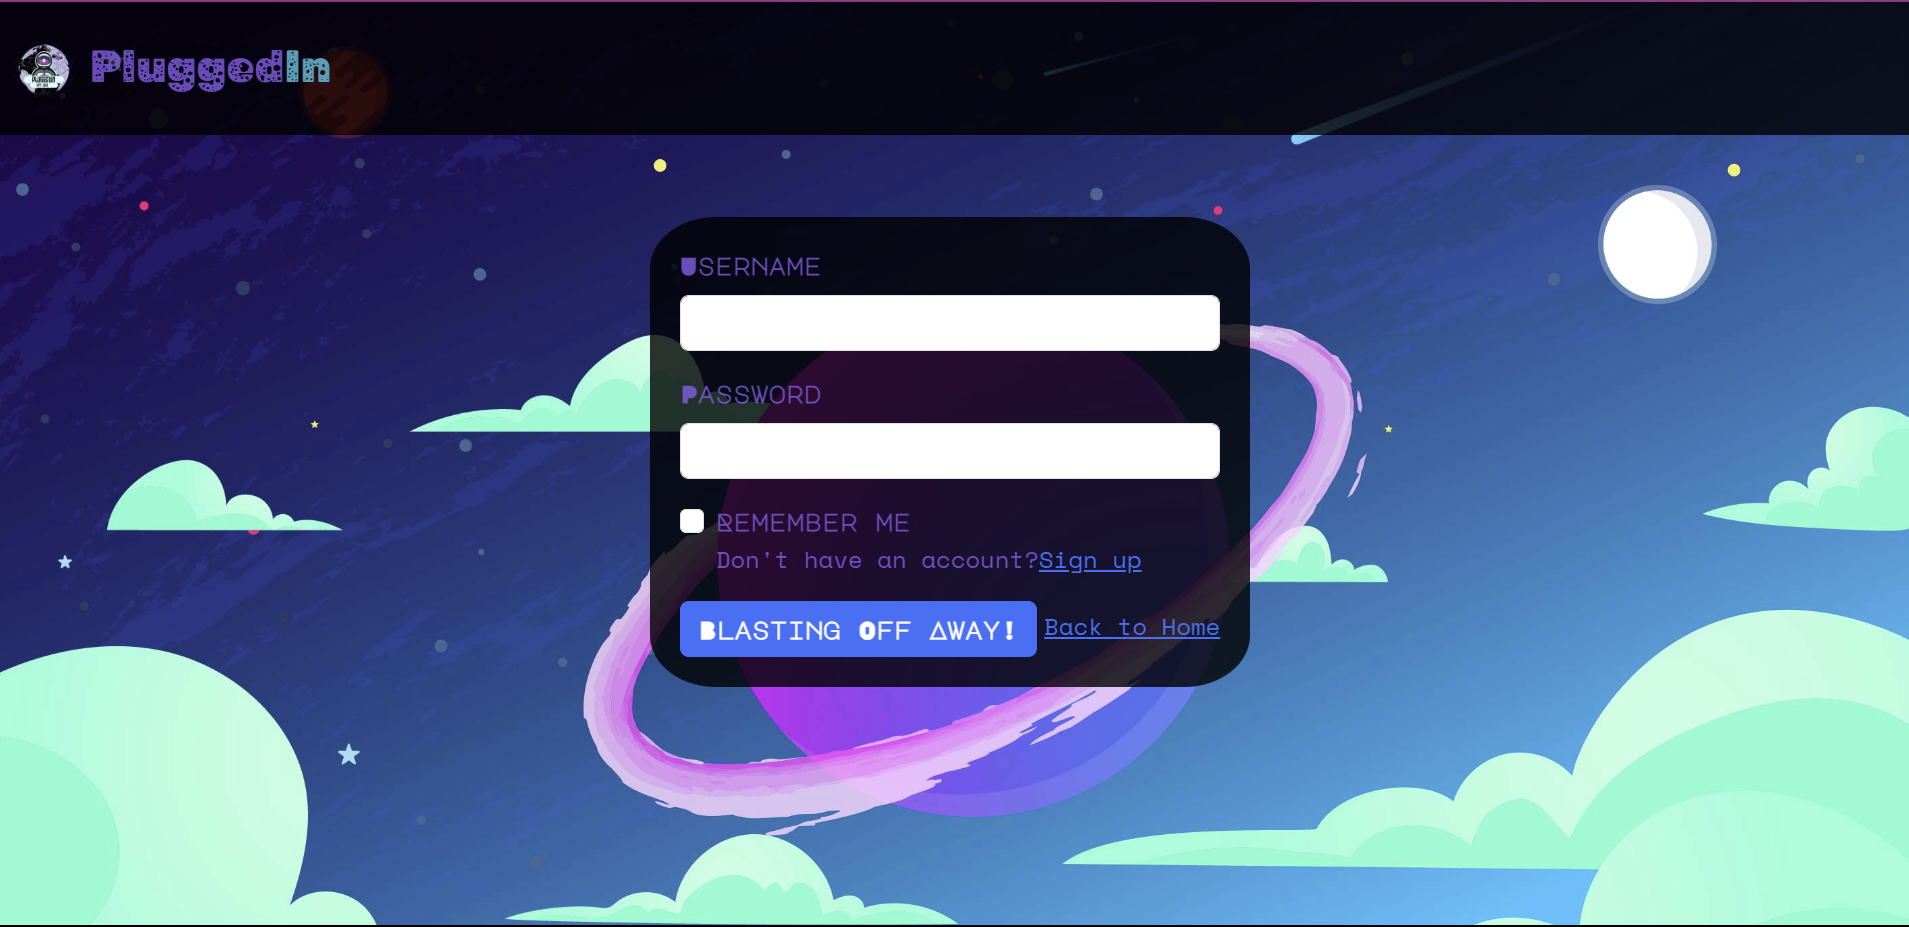 PluggedIn
Username
Password
Remember me
Don't have an account?Sign up
Blasting Off Away!
Back to Home